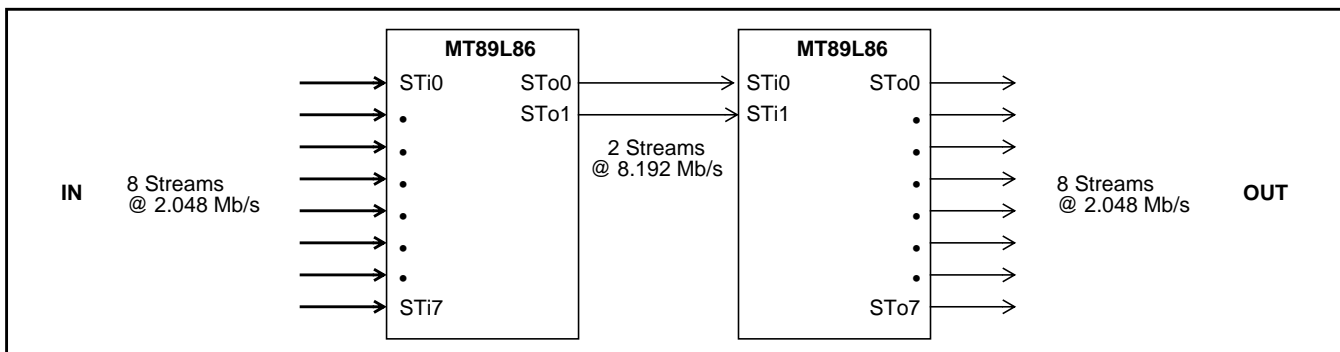 MT89L86
MT89L86
STi0
STo0
STi0
STo0
STo1
STi1
2 Streams
@ 8.192 Mb/s
IN
8 Streams
@ 2.048 Mb/s
8 Streams
@ 2.048 Mb/s
OUT
STi7
STo7